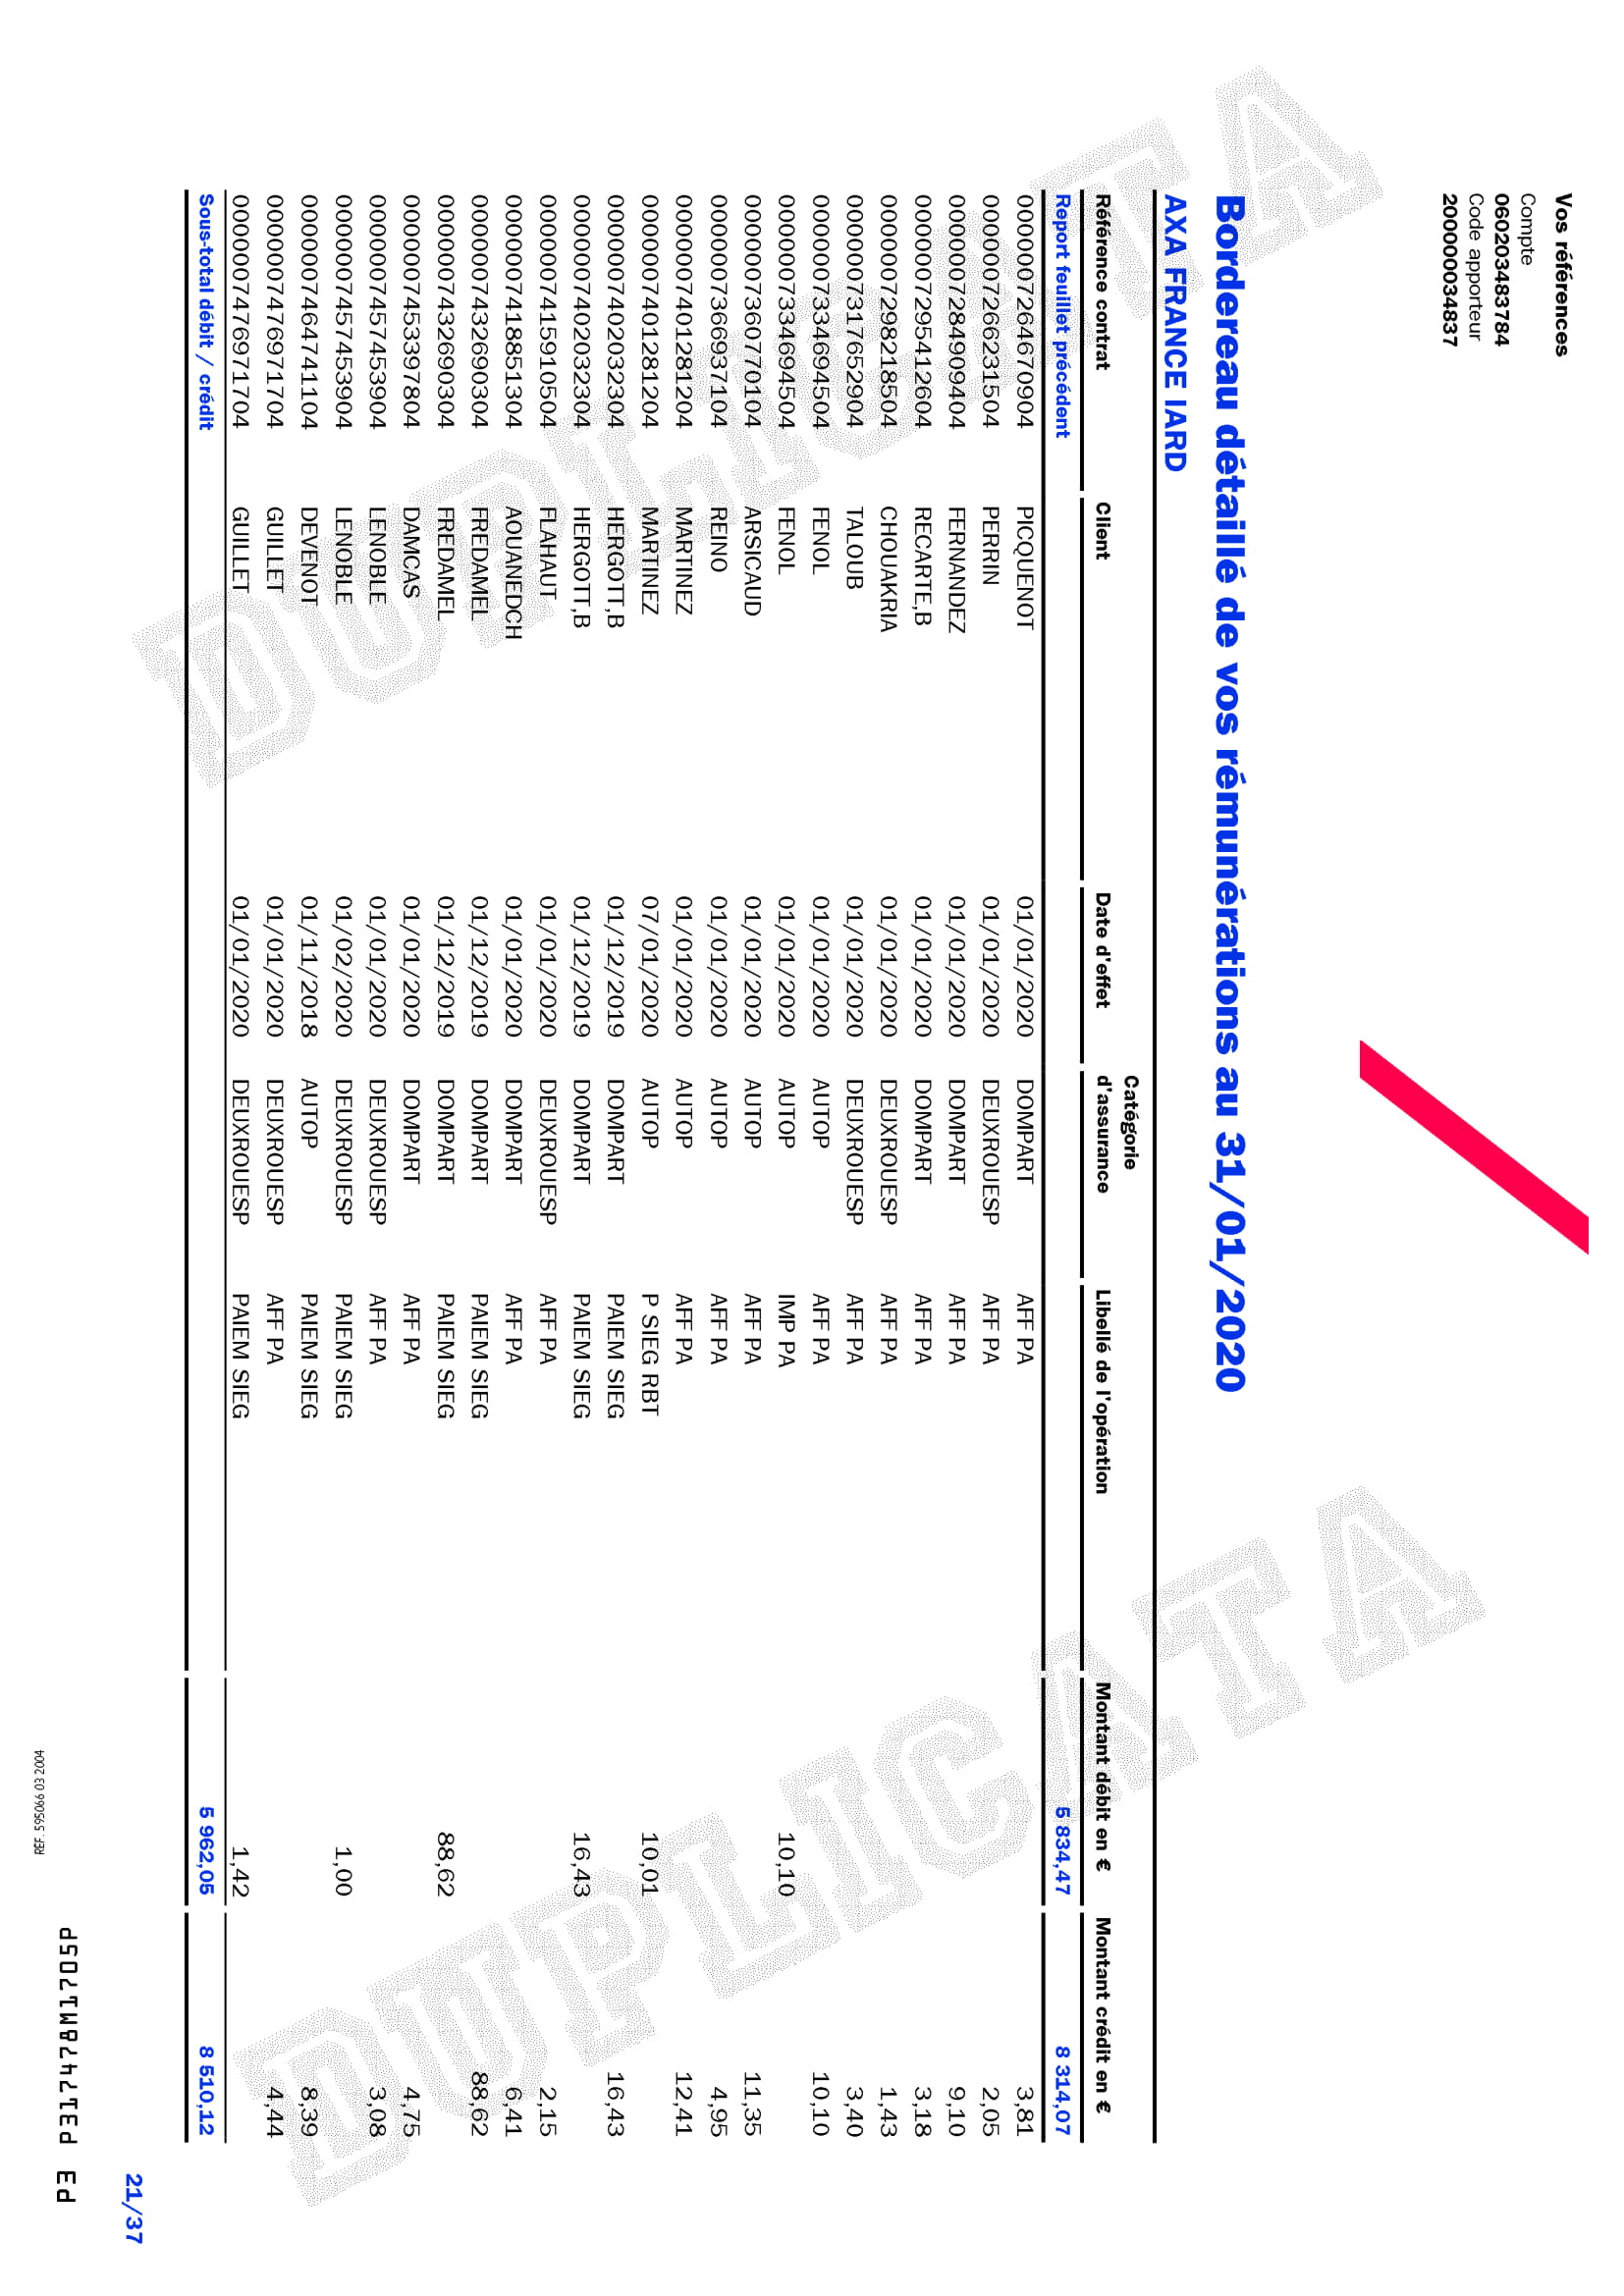 Vos références
Compte
060203483784
Code apporteur
200000034837
Bordereau détaillé de vos rémunérations au 31/01/2020
AXA FRANCE IARD
Référence contrat Client Date d'effet Catégorie d'assurance Libellé de l'opération Montant débit en € Montant crédit en €
Report feuillet précédent 5 834,47 8 314,07
0000007264670904 PICQUENOT 01/01/2020 DOMPART AFF PA 3,81
0000007266231504 PERRIN 01/01/2020 DEUXROUESP AFF PA 2,05
0000007284909404 FERNANDEZ 01/01/2020 DOMPART AFF PA 9,10
0000007295412604 RECARTE,B 01/01/2020 DOMPART AFF PA 3,18
0000007298218504 CHOUAKRIA 01/01/2020 DEUXROUESP AFF PA 1,43
0000007317652904 TALOUB 01/01/2020 DEUXROUESP AFF PA 3,40
0000007334694504 FENOL 01/01/2020 AUTOP AFF PA 10,10
0000007334694504 FENOL 01/01/2020 AUTOP IMP PA 10,10
0000007360770104 ARSICAUD 01/01/2020 AUTOP AFF PA 11,35
0000007366937104 REINO 01/01/2020 AUTOP AFF PA 4,95
0000007401281204 MARTINEZ 01/01/2020 AUTOP AFF PA 12,41
0000007401281204 MARTINEZ 07/01/2020 AUTOP P SIEG RBT 10,01
0000007402032304 HERGOTT,B 01/12/2019 DOMPART PAIEM SIEG 16,43
0000007402032304 HERGOTT,B 01/12/2019 DOMPART PAIEM SIEG 16,43
0000007415910504 FLAHAUT 01/01/2020 DEUXROUESP AFF PA 2,15
0000007418851304 AOUANEDCH 01/01/2020 DOMPART AFF PA 6,41
0000007432690304 FREDAMEL 01/12/2019 DOMPART PAIEM SIEG 88,62
0000007432690304 FREDAMEL 01/12/2019 DOMPART PAIEM SIEG 88,62
0000007453397804 DAMCAS 01/01/2020 DOMPART AFF PA 4,75
0000007457453904 LENOBLE 01/01/2020 DEUXROUESP AFF PA 3,08
0000007457453904 LENOBLE 01/02/2020 DEUXROUESP PAIEM SIEG 1,00
0000007464741104 DEVENOT 01/11/2018 AUTOP PAIEM SIEG 8,39
0000007476971704 GUILLET 01/01/2020 DEUXROUESP AFF PA 4,44
0000007476971704 GUILLET 01/01/2020 DEUXROUESP PAIEM SIEG 1,42
Sous-total débit / crédit 5 962,05 8 510,12
21/37
REF. 595066 03 2004
DUPLICATA
DUPLICATA